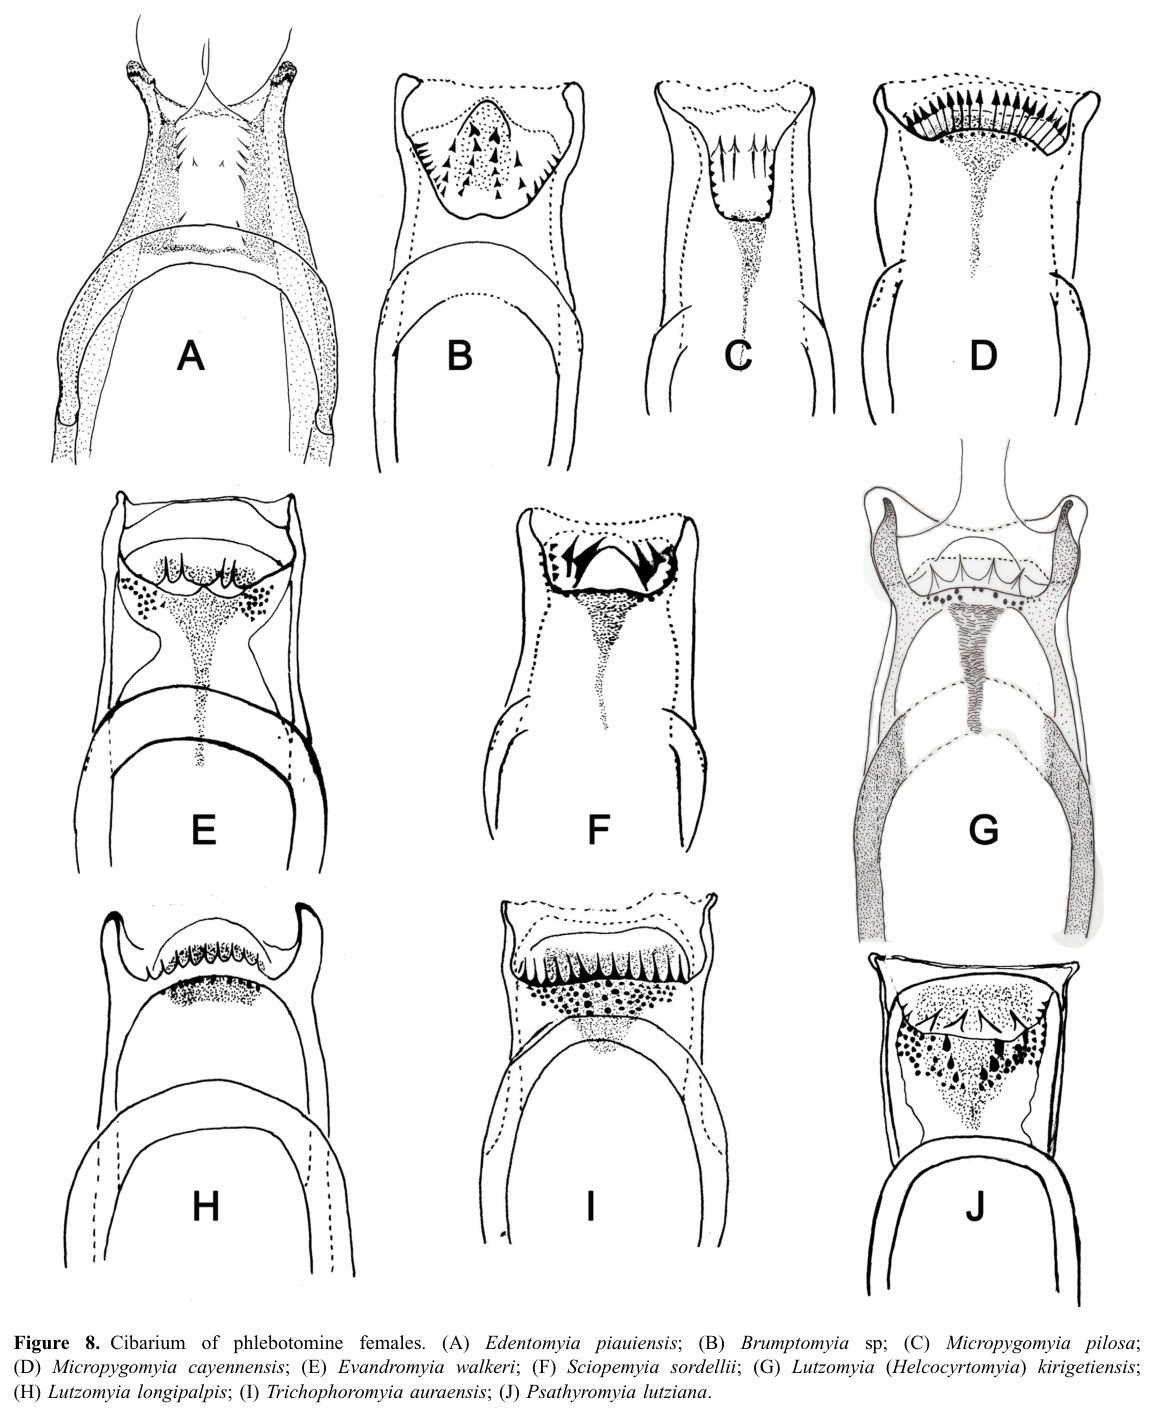 A
B
C
D
E
F
G
H
I
J
Figure 8. Cibarium of phlebotomine females. (A) Edentomyia piauiensis; (B) Brumptomyia sp; (C) Micropygomyia pilosa;
(D) Micropygomyia cayennensis; (E) Evandromyia walkeri; (F) Sciopemyia sordellii; (G) Lutzomyia (Helcocyrtomyia) kirigetiensis;
(H) Lutzomyia longipalpis; (I) Trichophoromyia auraensis; (J) Psathyromyia lutziana.